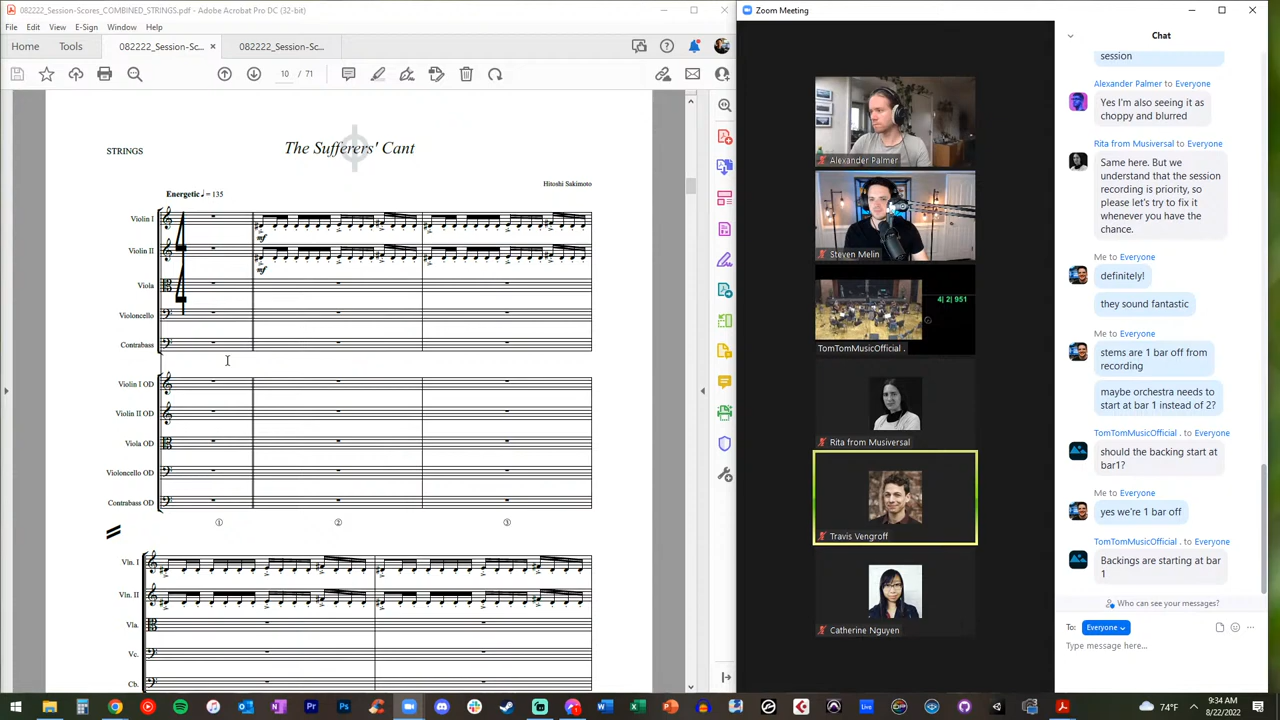 082222_Session-Scores_COMBINED_STRINGS.pdf - Adobe Acrobat Pro DC (32-bit)
File Edit View E-Sign Window Help
Home Tools 082222_Session-Sc... × 082222_Session-Sc...
10 / 71
STRINGS
The Sufferers' Cant
Hitoshi Sakimoto
Energetic ♩ = 135
Violin I
mf
Violin II
mf
Viola
Violoncello
Contrabass
Violin I OD
Violin II OD
Viola OD
Violoncello OD
Contrabass OD
1 2 3
Vln. I
Vln. II
Vla.
Vc.
Cb.
Zoom Meeting
Alexander Palmer
Steven Melin
4| 2| 951
TomTomMusicOfficial .
Rita from Musiversal
Travis Vengroff
Catherine Nguyen
Chat
session
Alexander Palmer to Everyone
Yes I'm also seeing it as
choppy and blurred
Rita from Musiversal to Everyone
Same here. But we
understand that the session
recording is priority, so
please let's try to fix it
whenever you have the
chance.
Me to Everyone
definitely!
they sound fantastic
Me to Everyone
stems are 1 bar off from
recording
maybe orchestra needs to
start at bar 1 instead of 2?
TomTomMusicOfficial . to Everyone
should the backing start at
bar1?
Me to Everyone
yes we're 1 bar off
TomTomMusicOfficial . to Everyone
Backings are starting at bar
1
Who can see your messages?
To: Everyone
Type message here...
74°F
9:34 AM
8/22/2022